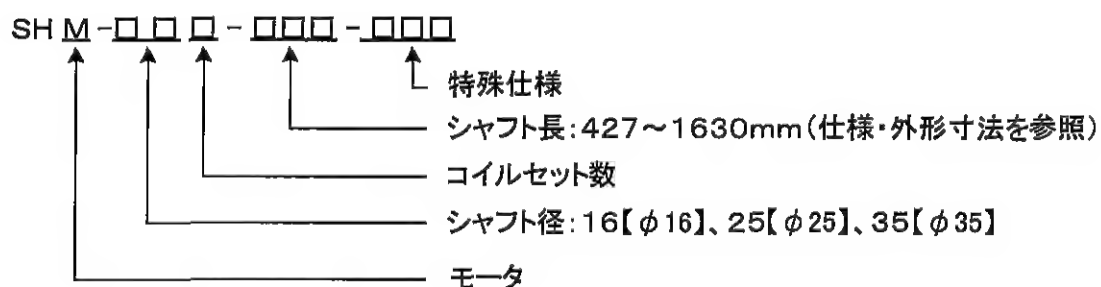 SH M-□□□-□□□-□□□
特殊仕様
シャフト長:427～1630mm(仕様・外形寸法を参照)
コイルセット数
シャフト径:16【φ16】、25【φ25】、35【φ35】
モータ